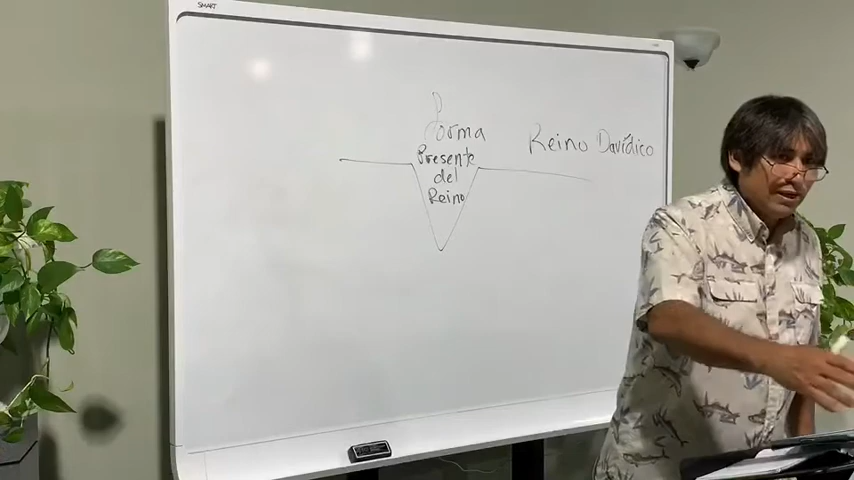 SMART
Forma
Presente
del
Reino
Reino Davídico